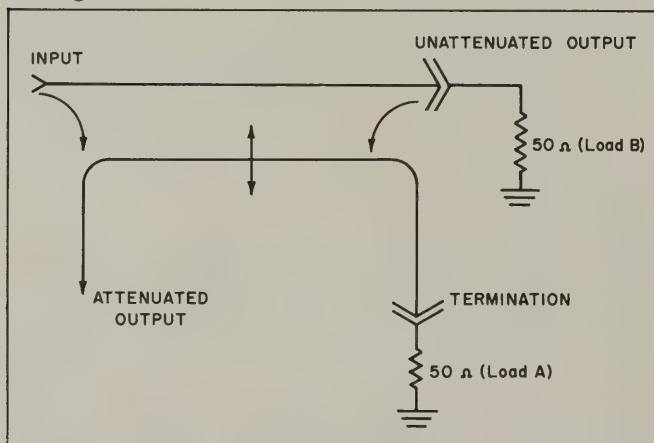 UNATTENUATED OUTPUT
INPUT
50 Ω (Load B)
ATTENUATED
OUTPUT
TERMINATION
50 Ω (Load A)